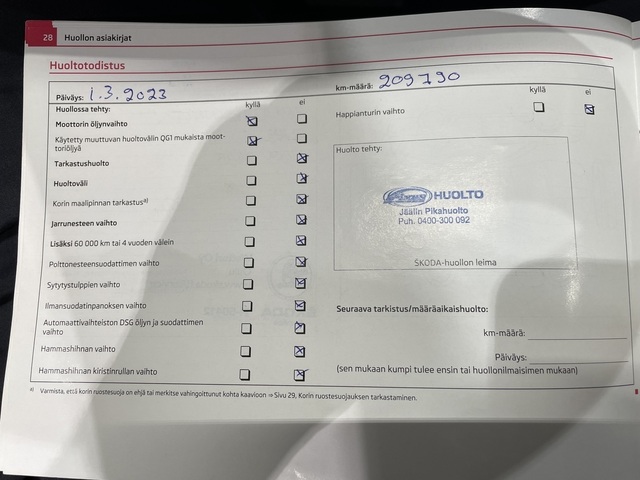 28 Huollon asiakirjat
Huoltotodistus
Päiväys: 1.3.2023
km-määrä: 209790
kyllä ei
kyllä ei
Huollossa tehty:
Moottorin öljynvaihto
Käytetty muuttuvan huoltovälin QG1 mukaista moot-
toriöljyä
Tarkastushuolto
Huoltoväli
Korin maalipinnan tarkastus a)
Jarrunesteen vaihto
Lisäksi 60 000 km tai 4 vuoden välein
Polttonesteensuodattimen vaihto
Sytytystulppien vaihto
Ilmansuodatinpanoksen vaihto
Automaattivaihteiston DSG öljyn ja suodattimen
vaihto
Hammashihnan vaihto
Hammashihnan kiristinrullan vaihto
Happianturin vaihto
Huolto tehty:
HUOLTO
Jäälin Pikahuolto
Puh. 0400-300 092
ŠKODA-huollon leima
Seuraava tarkistus/määräaikaishuolto:
km-määrä:
Päiväys:
(sen mukaan kumpi tulee ensin tai huollonilmaisimen mukaan)
a) Varmista, että korin ruostesuoja on ehjä tai merkitse vahingoittunut kohta kaavioon ⇒ Sivu 29, Korin ruostesuojauksen tarkastaminen.